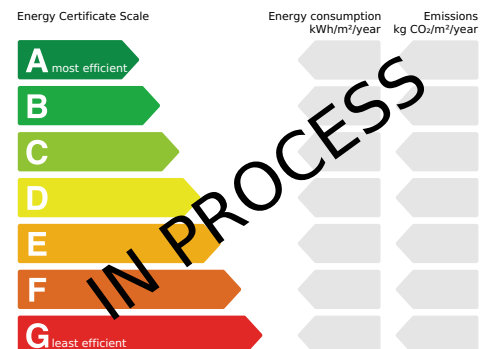 Energy Certificate Scale
Energy consumption
kWh/m²/year
Emissions
kg CO₂/m²/year
A most efficient
B
C
D
E
F
G least efficient
IN PROCESS